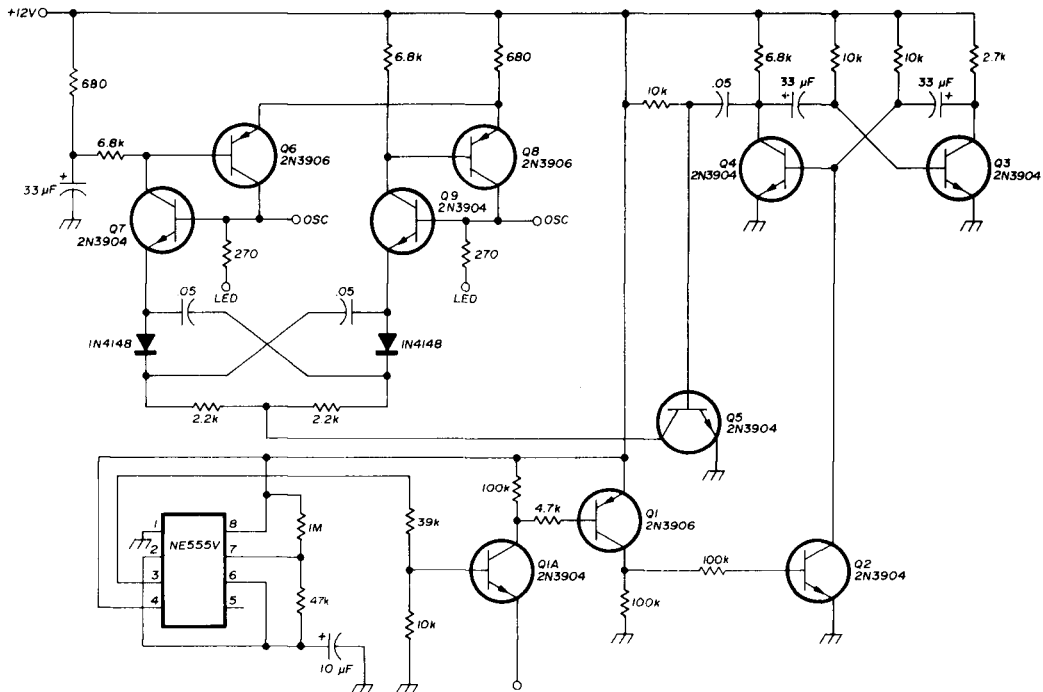 +12V
680
6.8k
680
6.8k
10k
10k
2.7k
33 µF
+
33 µF
+
.05
10k
6.8k
Q6
2N3906
Q8
2N3906
Q4
2N3904
Q3
2N3904
+
33 µF
Q7
2N3904
OSC
Q9
2N3904
OSC
270
LED
270
LED
.05
.05
1N4148
1N4148
2.2k
2.2k
Q5
2N3904
100k
4.7k
Q1
2N3906
39k
1M
1
2
3
4
NE555V
8
7
6
5
Q1A
2N3904
100k
Q2
2N3904
47k
10k
100k
+
10 µF